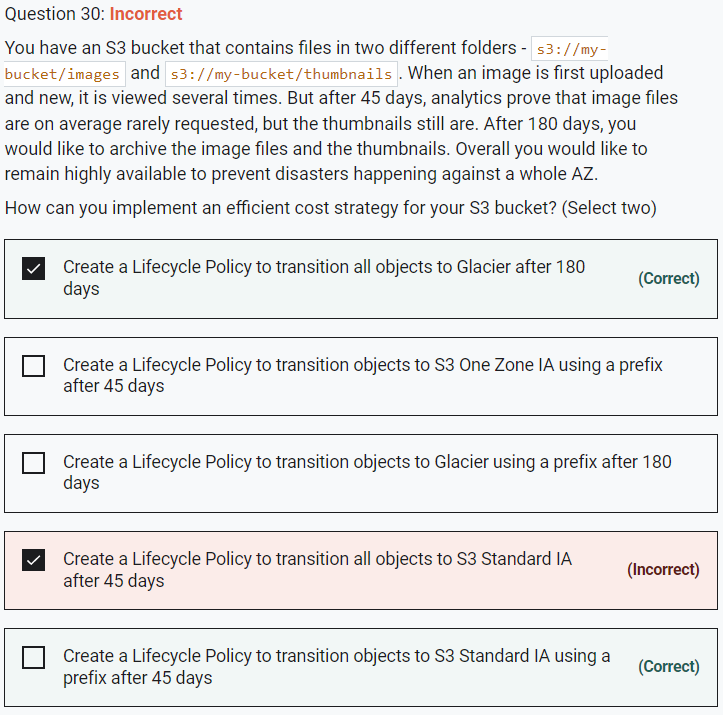 Question 30: Incorrect
You have an S3 bucket that contains files in two different folders - s3://my-
bucket/images and s3://my-bucket/thumbnails. When an image is first uploaded
and new, it is viewed several times. But after 45 days, analytics prove that image files
are on average rarely requested, but the thumbnails still are. After 180 days, you
would like to archive the image files and the thumbnails. Overall you would like to
remain highly available to prevent disasters happening against a whole AZ.
How can you implement an efficient cost strategy for your S3 bucket? (Select two)
Create a Lifecycle Policy to transition all objects to Glacier after 180
days
(Correct)
Create a Lifecycle Policy to transition objects to S3 One Zone IA using a prefix
after 45 days
Create a Lifecycle Policy to transition objects to Glacier using a prefix after 180
days
Create a Lifecycle Policy to transition all objects to S3 Standard IA
after 45 days
(Incorrect)
Create a Lifecycle Policy to transition objects to S3 Standard IA using a
prefix after 45 days
(Correct)